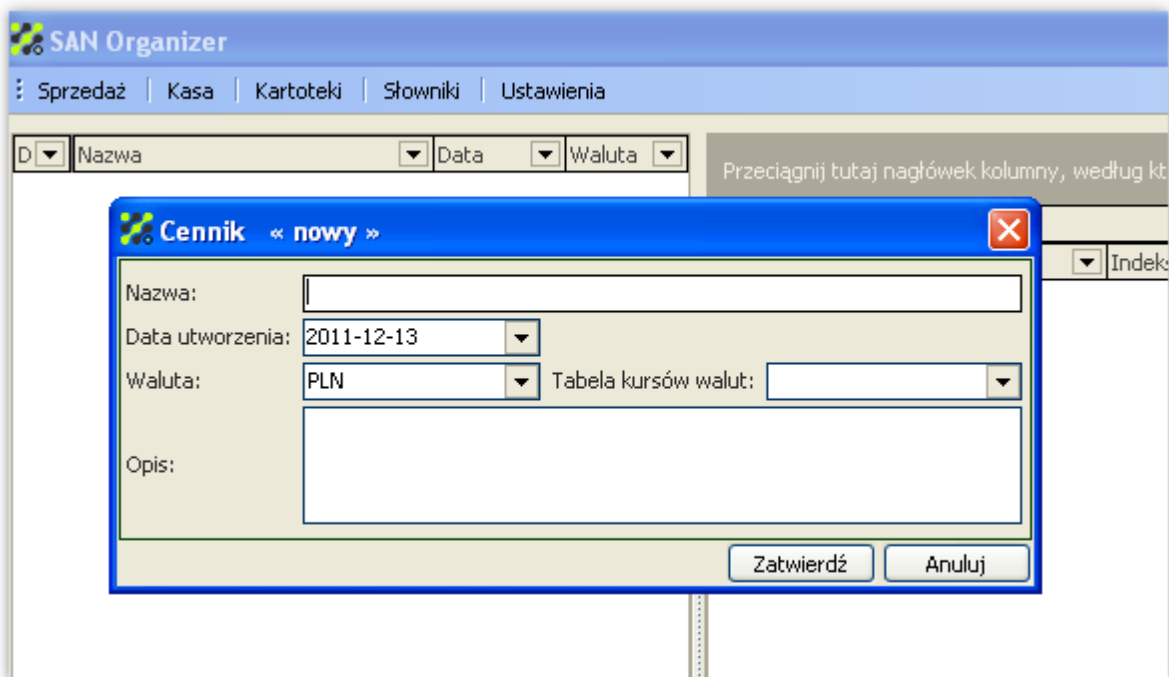 SAN Organizer
Sprzedaż Kasa Kartoteki Słowniki Ustawienia
D Nazwa Data Waluta
Przeciągnij tutaj nagłówek kolumny, według kt
Cennik « nowy »
Indeks
Nazwa:
Data utworzenia: 2011-12-13
Waluta: PLN Tabela kursów walut:
Opis:
Zatwierdź Anuluj